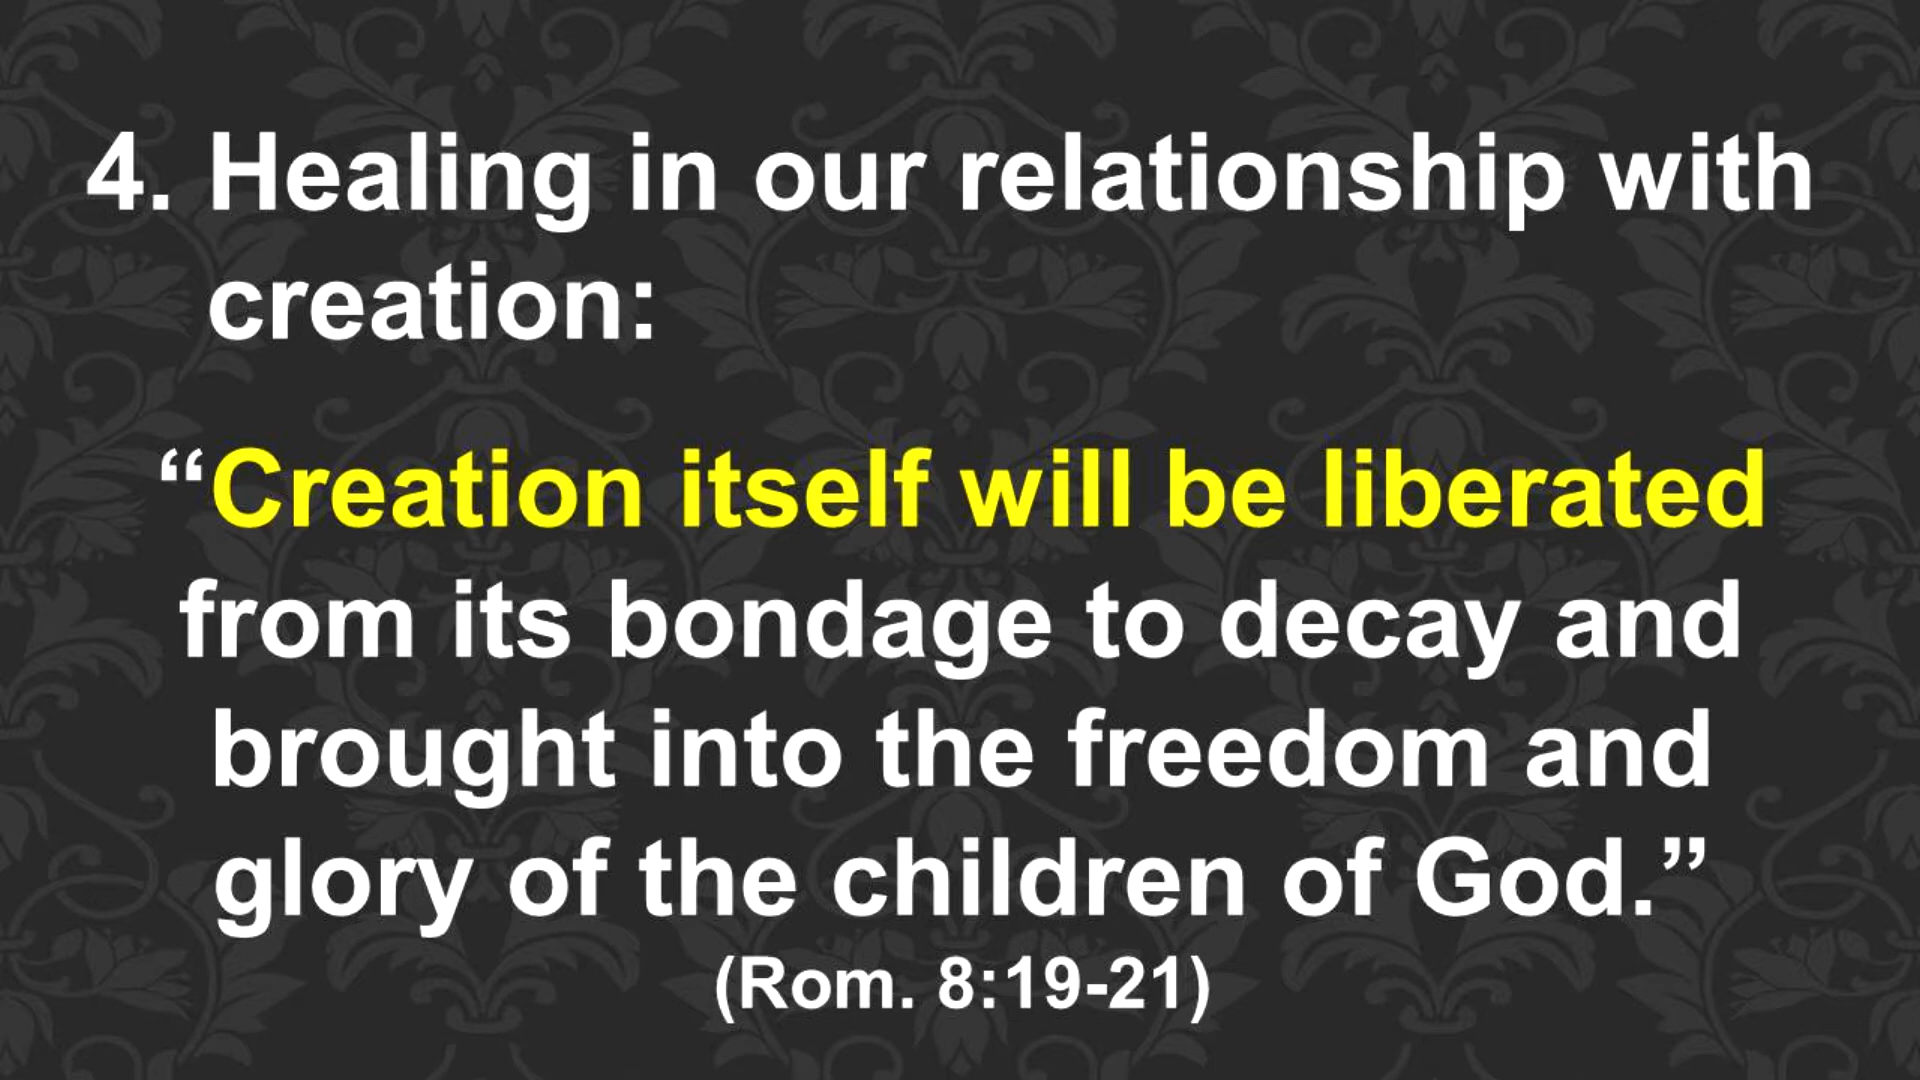 4. Healing in our relationship with
creation:
“Creation itself will be liberated
from its bondage to decay and
brought into the freedom and
glory of the children of God.”
(Rom. 8:19-21)